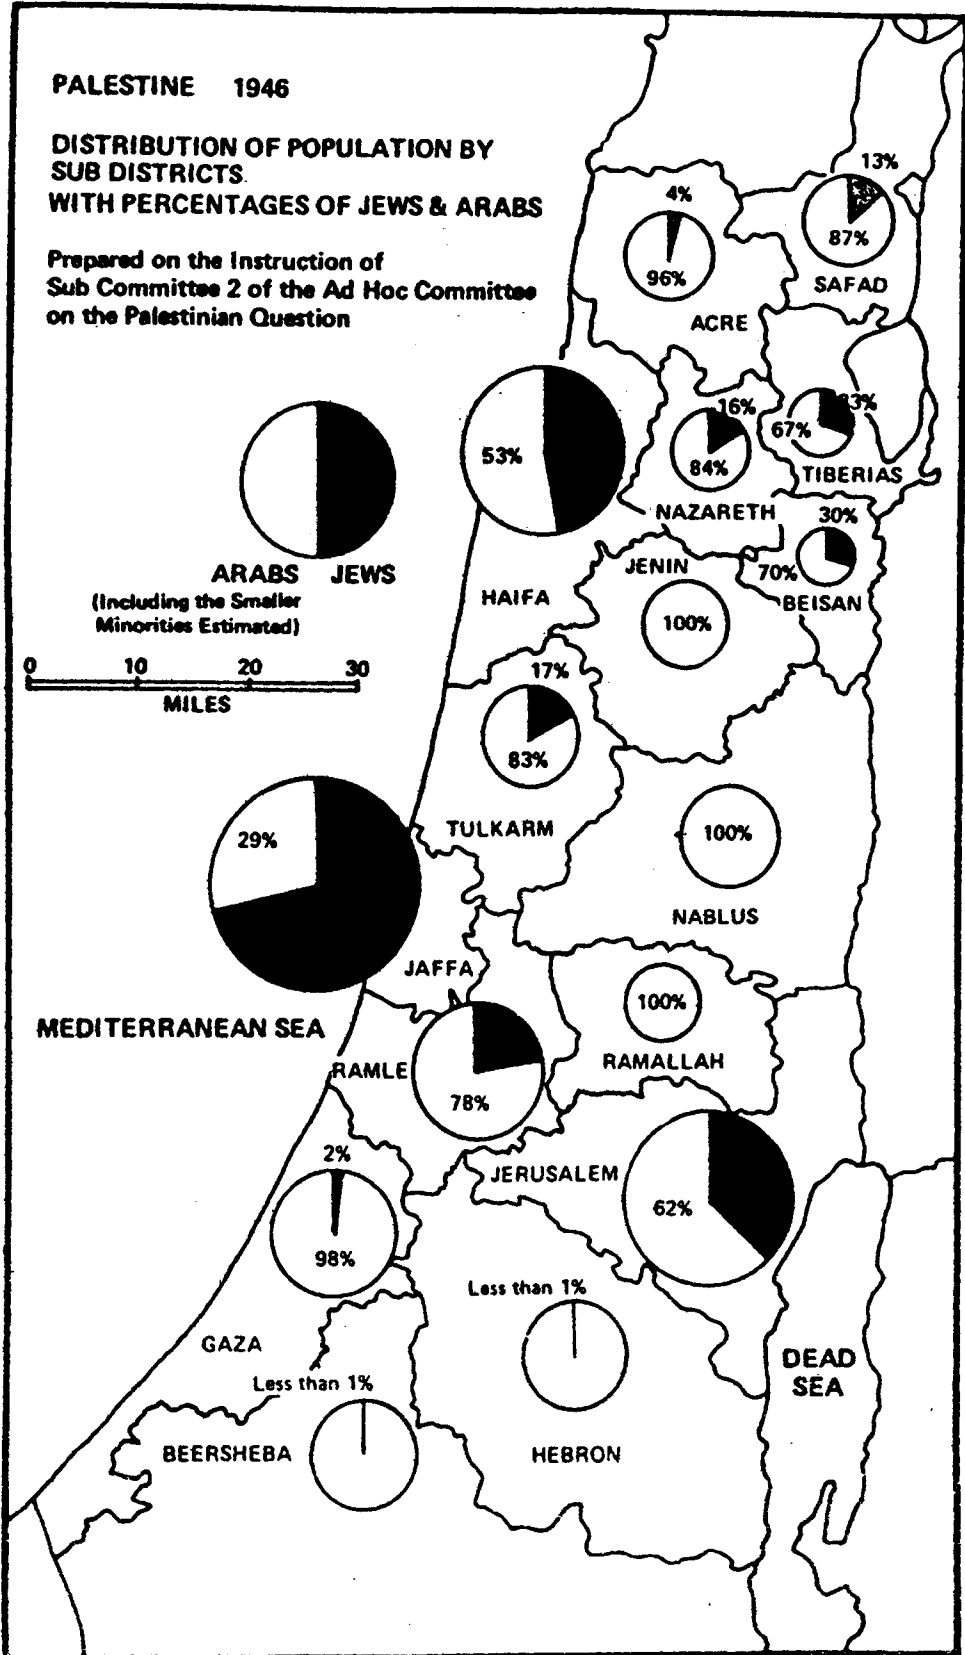 PALESTINE 1946
DISTRIBUTION OF POPULATION BY
SUB DISTRICTS.
WITH PERCENTAGES OF JEWS & ARABS
Prepared on the Instruction of
Sub Committee 2 of the Ad Hoc Committee
on the Palestinian Question
13%
87%
SAFAD
4%
96%
ACRE
53%
HAIFA
16%
84%
NAZARETH
33%
67%
TIBERIAS
30%
70%
BEISAN
ARABS JEWS
(Including the Smaller
Minorities Estimated)
0 10 20 30
MILES
JENIN
100%
17%
83%
TULKARM
29%
JAFFA
100%
NABLUS
MEDITERRANEAN SEA
100%
RAMALLAH
RAMLE
78%
JERUSALEM
62%
2%
98%
GAZA
Less than 1%
HEBRON
Less than 1%
BEERSHEBA
DEAD
SEA